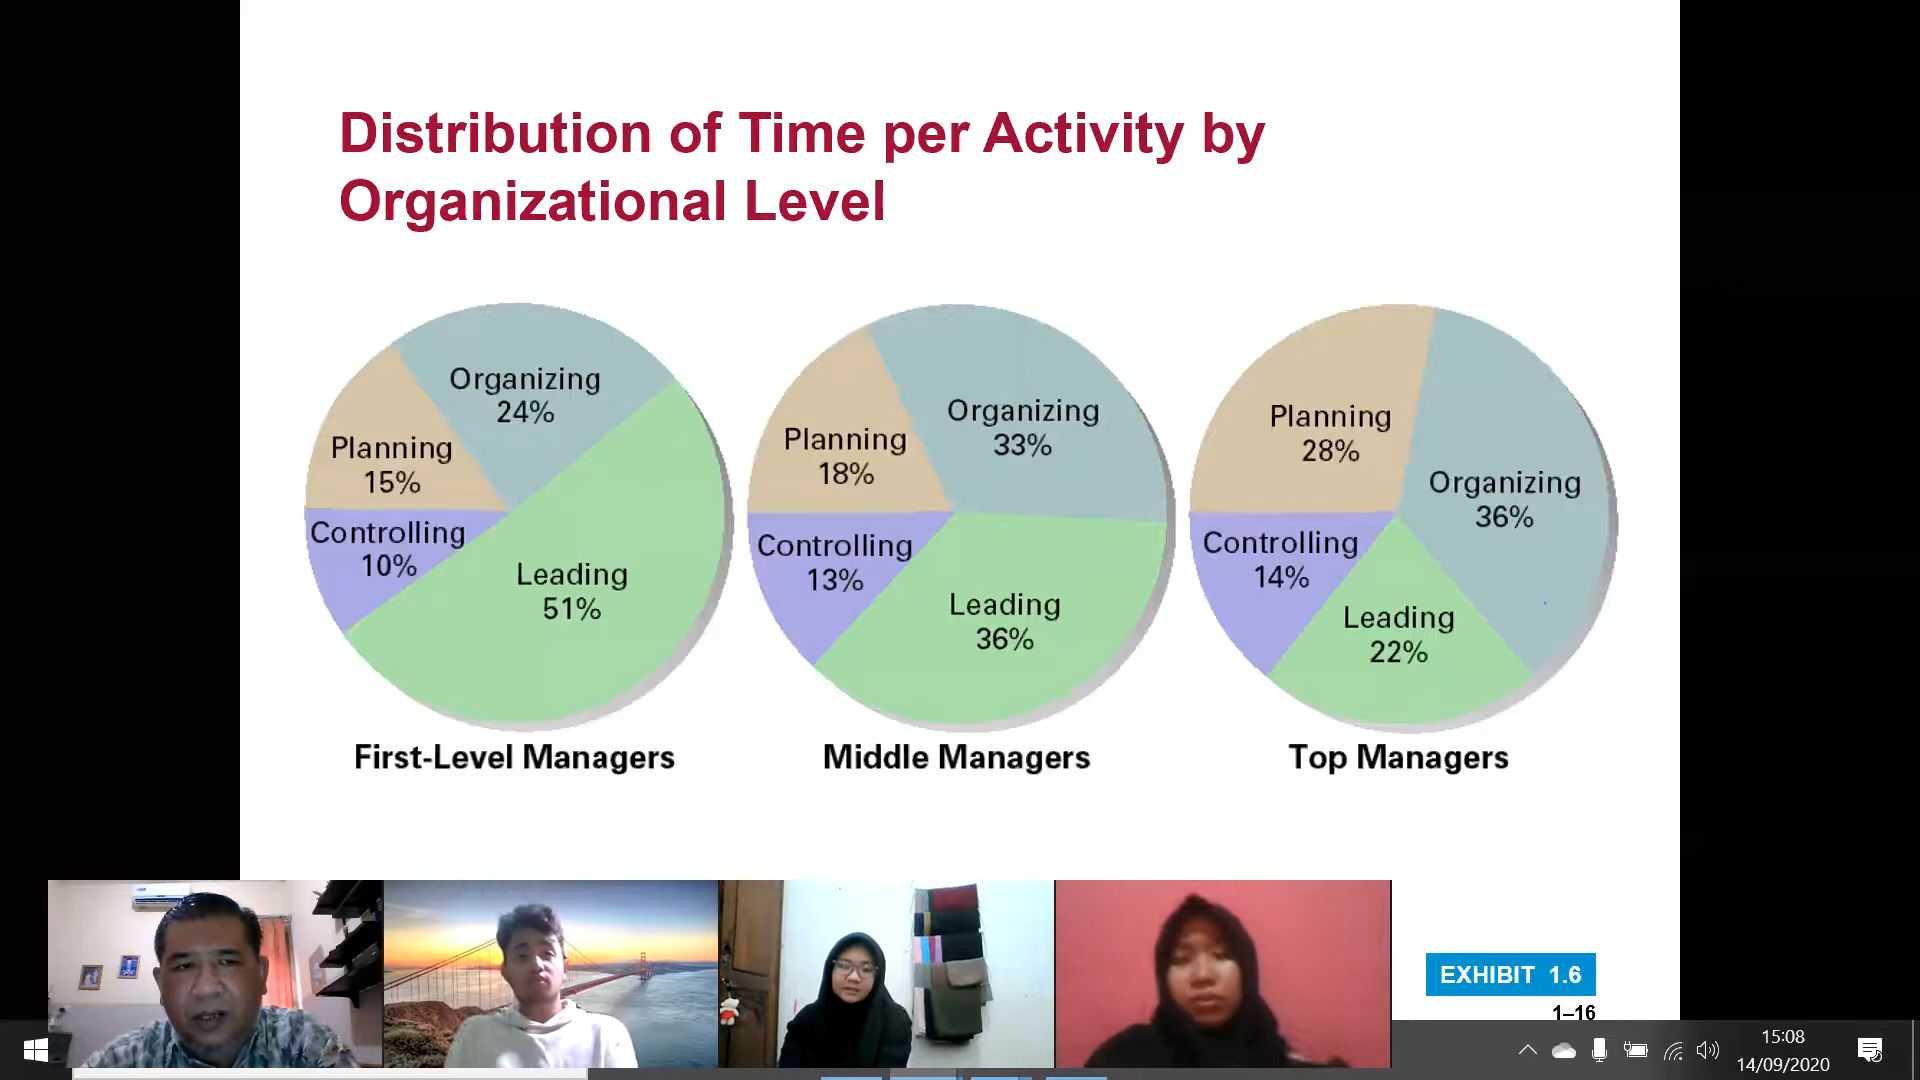 Distribution of Time per Activity by
Organizational Level
Organizing
24%
Planning
15%
Controlling
10%
Leading
51%
First-Level Managers
Organizing
33%
Planning
18%
Controlling
13%
Leading
36%
Middle Managers
Planning
28%
Organizing
36%
Controlling
14%
Leading
22%
Top Managers
EXHIBIT 1.6
1–16
15:08
14/09/2020